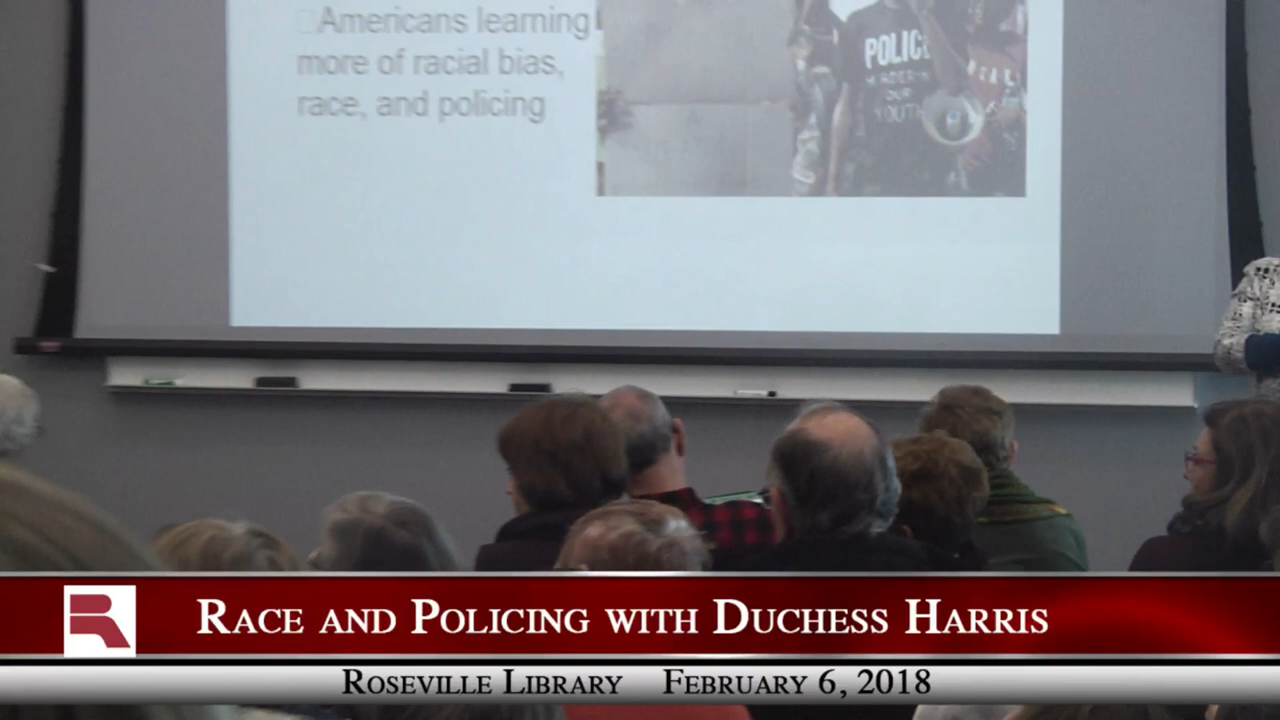 Americans learning
more of racial bias,
race, and policing
POLICE
OUR
YOUTH
RACE AND POLICING WITH DUCHESS HARRIS
ROSEVILLE LIBRARY FEBRUARY 6, 2018